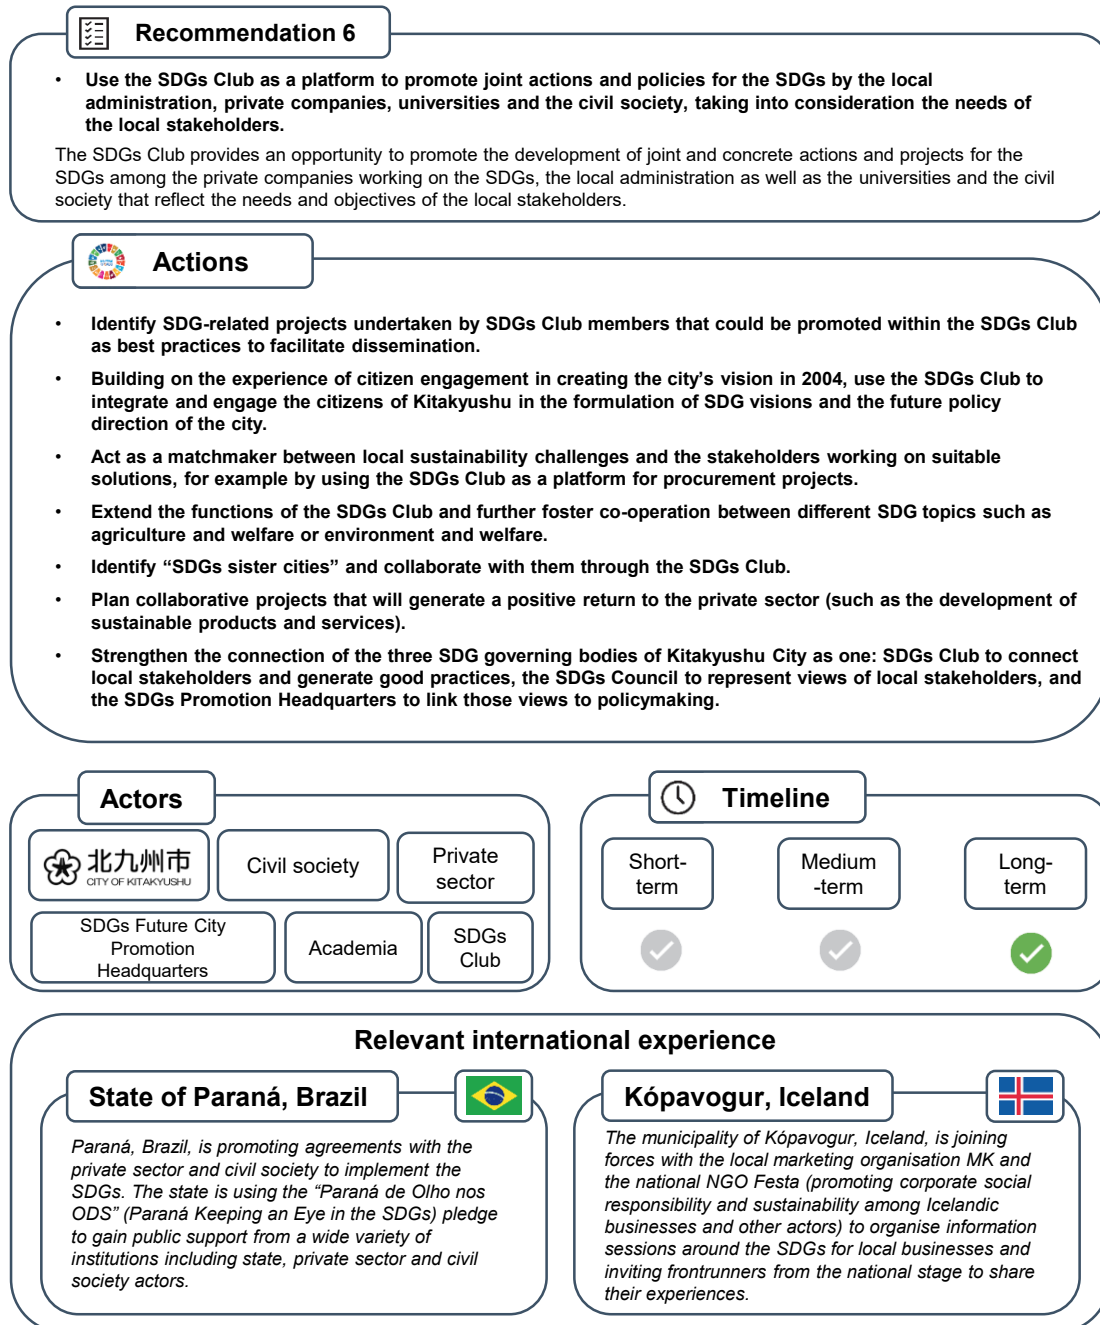 Recommendation 6
• Use the SDGs Club as a platform to promote joint actions and policies for the SDGs by the local
administration, private companies, universities and the civil society, taking into consideration the needs of
the local stakeholders.
The SDGs Club provides an opportunity to promote the development of joint and concrete actions and projects for the
SDGs among the private companies working on the SDGs, the local administration as well as the universities and the civil
society that reflect the needs and objectives of the local stakeholders.
Actions
• Identify SDG-related projects undertaken by SDGs Club members that could be promoted within the SDGs Club
as best practices to facilitate dissemination.
• Building on the experience of citizen engagement in creating the city’s vision in 2004, use the SDGs Club to
integrate and engage the citizens of Kitakyushu in the formulation of SDG visions and the future policy
direction of the city.
• Act as a matchmaker between local sustainability challenges and the stakeholders working on suitable
solutions, for example by using the SDGs Club as a platform for procurement projects.
• Extend the functions of the SDGs Club and further foster co-operation between different SDG topics such as
agriculture and welfare or environment and welfare.
• Identify “SDGs sister cities” and collaborate with them through the SDGs Club.
• Plan collaborative projects that will generate a positive return to the private sector (such as the development of
sustainable products and services).
• Strengthen the connection of the three SDG governing bodies of Kitakyushu City as one: SDGs Club to connect
local stakeholders and generate good practices, the SDGs Council to represent views of local stakeholders, and
the SDGs Promotion Headquarters to link those views to policymaking.
Actors
北九州市
CITY OF KITAKYUSHU
Civil society
Private
sector
SDGs Future City
Promotion
Headquarters
Academia
SDGs
Club
Timeline
Short-
term
Medium
-term
Long-
term
Relevant international experience
State of Paraná, Brazil
Paraná, Brazil, is promoting agreements with the
private sector and civil society to implement the
SDGs. The state is using the “Paraná de Olho nos
ODS” (Paraná Keeping an Eye in the SDGs) pledge
to gain public support from a wide variety of
institutions including state, private sector and civil
society actors.
Kópavogur, Iceland
The municipality of Kópavogur, Iceland, is joining
forces with the local marketing organisation MK and
the national NGO Festa (promoting corporate social
responsibility and sustainability among Icelandic
businesses and other actors) to organise information
sessions around the SDGs for local businesses and
inviting frontrunners from the national stage to share
their experiences.